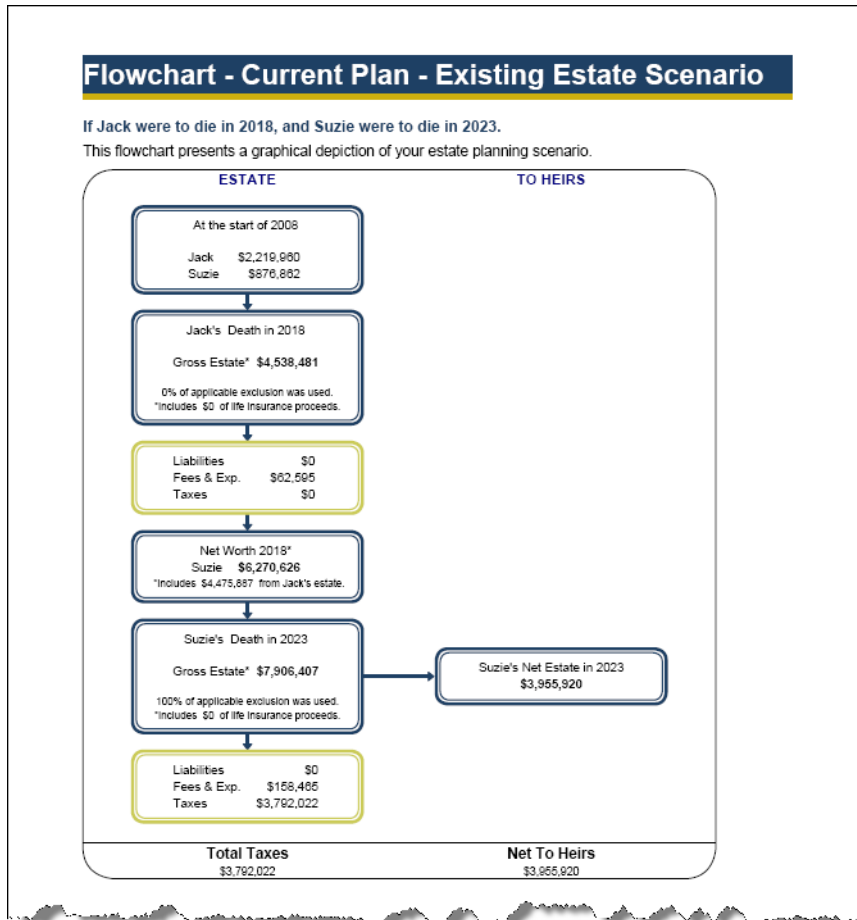 Flowchart - Current Plan - Existing Estate Scenario
If Jack were to die in 2018, and Suzie were to die in 2023.
This flowchart presents a graphical depiction of your estate planning scenario.
ESTATE
TO HEIRS
At the start of 2008
Jack $2,219,960
Suzie $876,862
Jack's Death in 2018
Gross Estate* $4,538,481
0% of applicable exclusion was used.
*Includes $0 of life insurance proceeds.
Liabilities $0
Fees & Exp. $62,595
Taxes $0
Net Worth 2018*
Suzie $6,270,626
*Includes $4,475,887 from Jack's estate.
Suzie's Death in 2023
Gross Estate* $7,906,407
100% of applicable exclusion was used.
*Includes $0 of life insurance proceeds.
Suzie's Net Estate in 2023
$3,955,920
Liabilities $0
Fees & Exp. $158,465
Taxes $3,792,022
Total Taxes
$3,792,022
Net To Heirs
$3,955,920